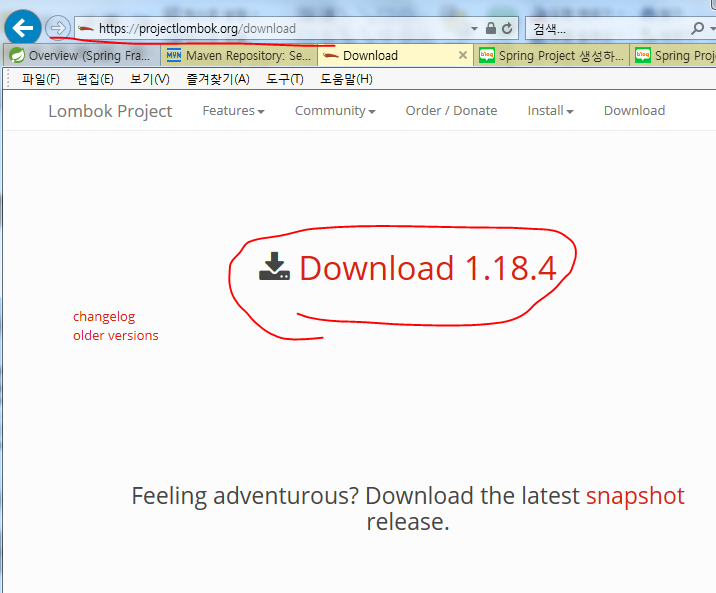 https://projectlombok.org/download
검색...
Overview (Spring Fra...
MVN Maven Repository: Se...
Download
blog Spring Project 생성하...
blog Spring Proj
파일(F) 편집(E) 보기(V) 즐겨찾기(A) 도구(T) 도움말(H)
Lombok Project Features Community Order / Donate Install Download
Download 1.18.4
changelog
older versions
Feeling adventurous? Download the latest snapshot
release.